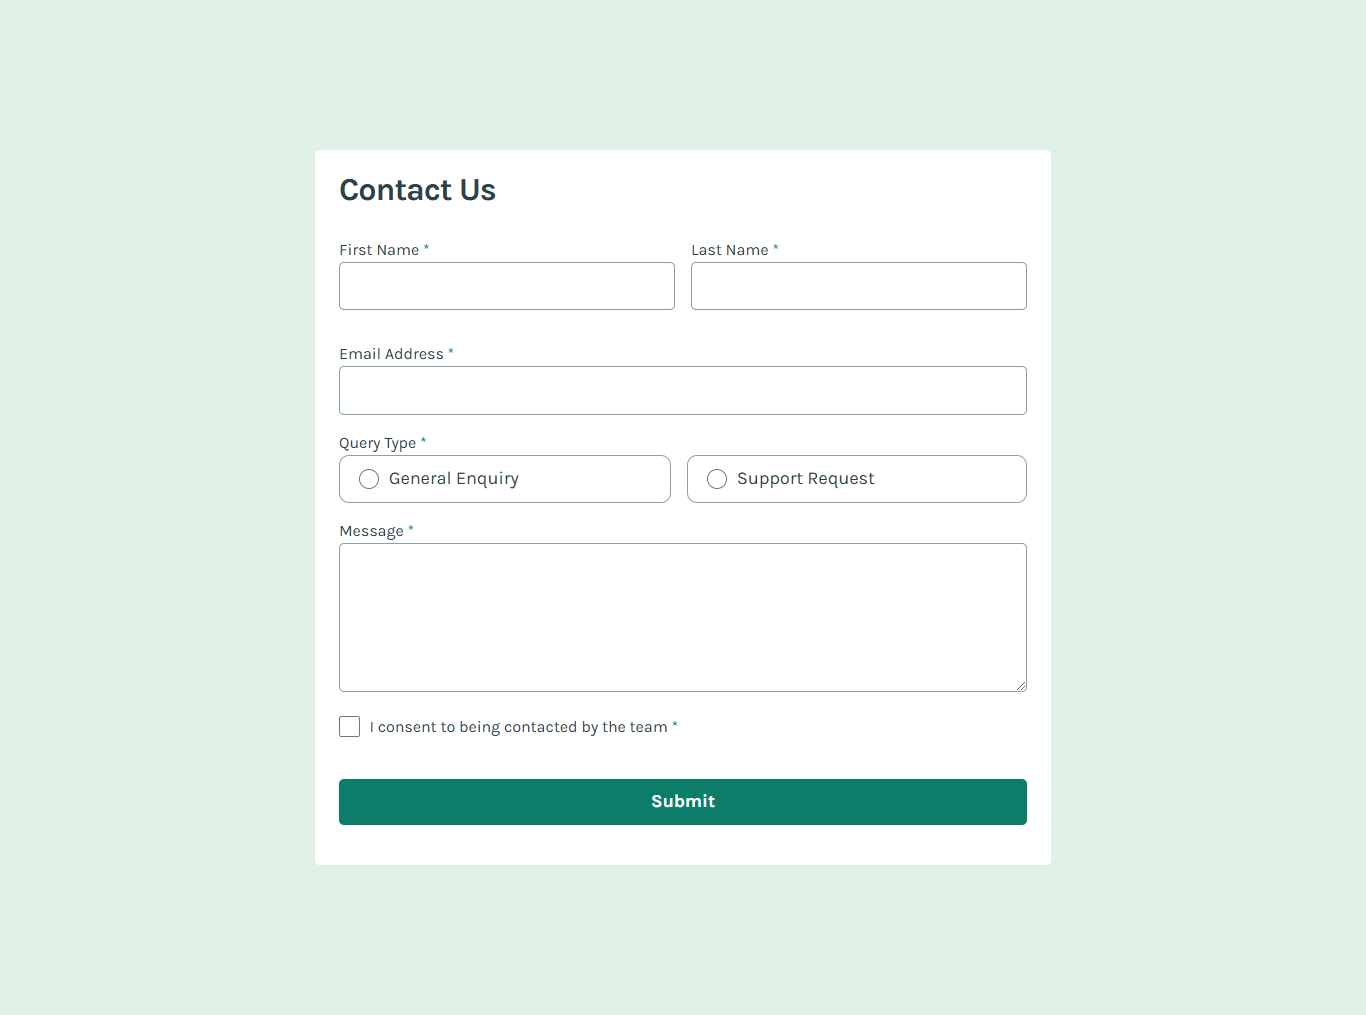 Contact Us
First Name * Last Name *
Email Address *
Query Type *
General Enquiry Support Request
Message *
I consent to being contacted by the team *
Submit